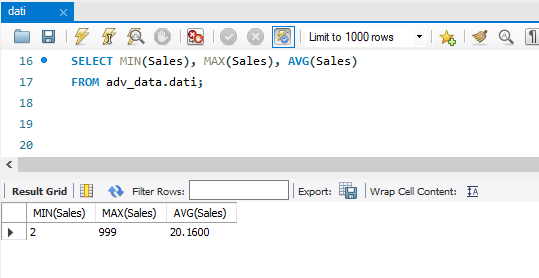 dati
Limit to 1000 rows
16 SELECT MIN(Sales), MAX(Sales), AVG(Sales)
17 FROM adv_data.dati;
18
19
20
Result Grid Filter Rows: Export: Wrap Cell Content:
MIN(Sales) MAX(Sales) AVG(Sales)
2 999 20.1600